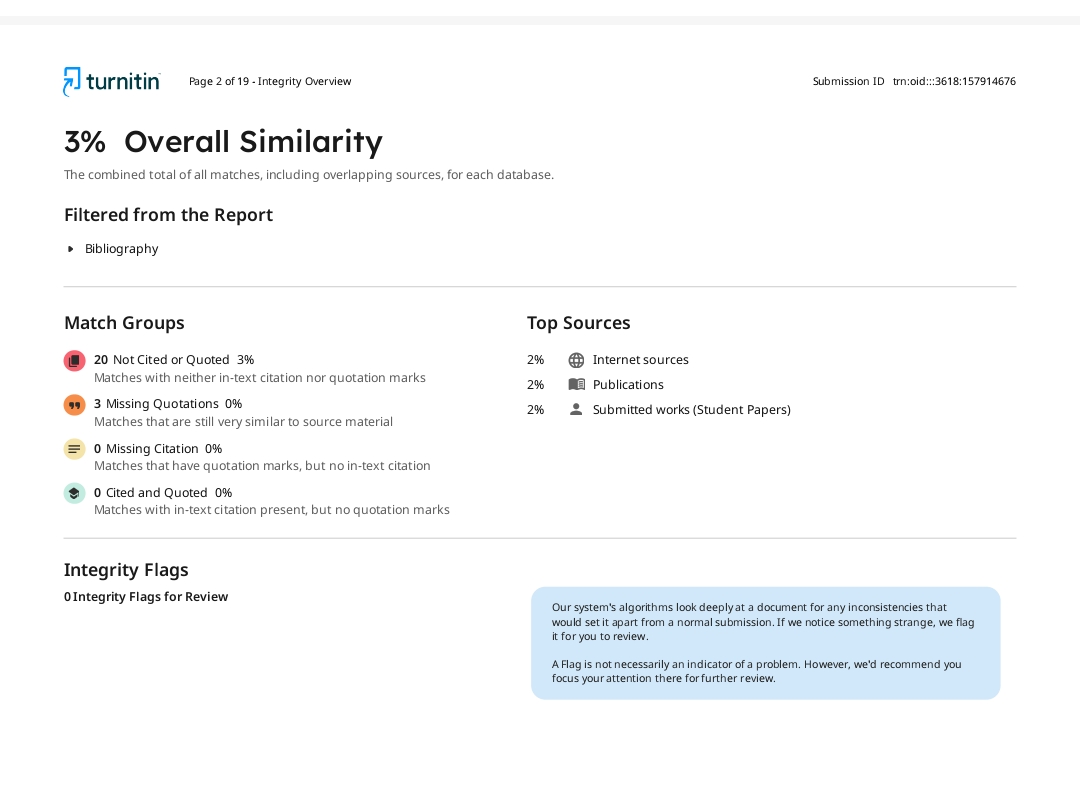 turnitin Page 2 of 19 - Integrity Overview Submission ID trn:oid:::3618:157914676
3% Overall Similarity
The combined total of all matches, including overlapping sources, for each database.
Filtered from the Report
Bibliography
Match Groups
20 Not Cited or Quoted 3%
Matches with neither in-text citation nor quotation marks
3 Missing Quotations 0%
Matches that are still very similar to source material
0 Missing Citation 0%
Matches that have quotation marks, but no in-text citation
0 Cited and Quoted 0%
Matches with in-text citation present, but no quotation marks
Top Sources
2% Internet sources
2% Publications
2% Submitted works (Student Papers)
Integrity Flags
0 Integrity Flags for Review
Our system's algorithms look deeply at a document for any inconsistencies that
would set it apart from a normal submission. If we notice something strange, we flag
it for you to review.
A Flag is not necessarily an indicator of a problem. However, we'd recommend you
focus your attention there for further review.